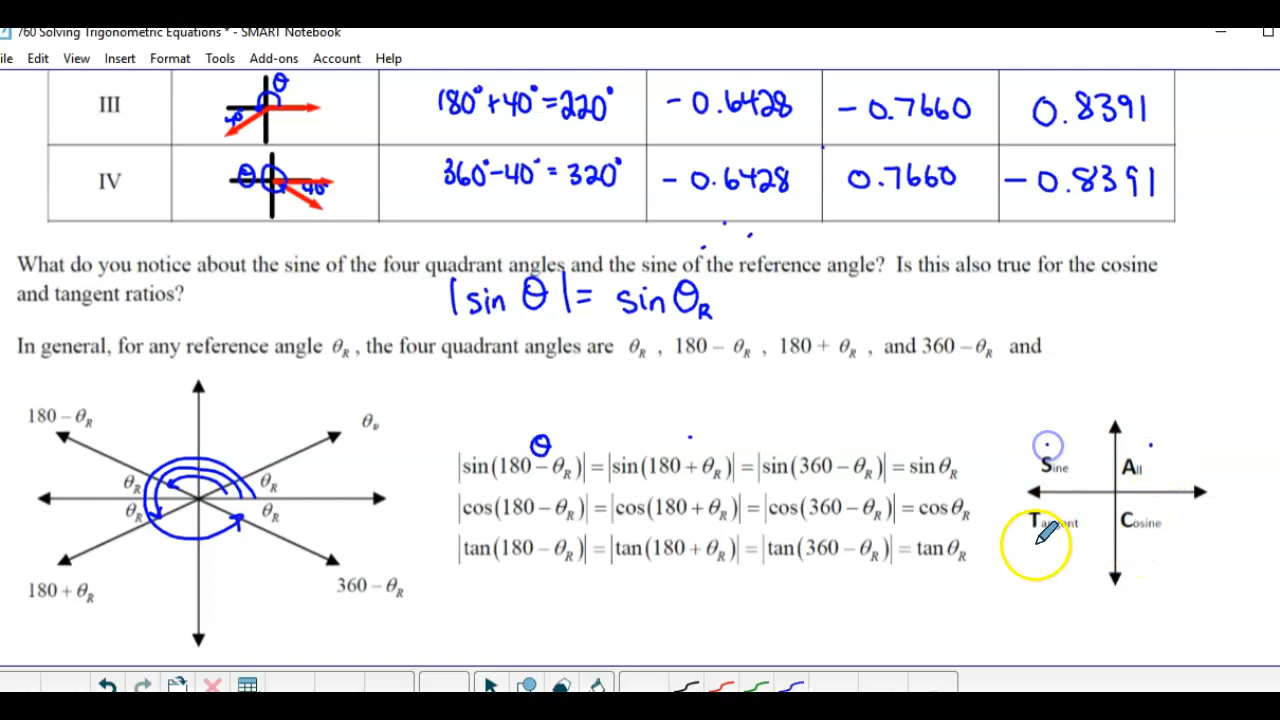 760 Solving Trigonometric Equations * - SMART Notebook
ile Edit View Insert Format Tools Add-ons Account Help
III θ 40° 180° + 40° = 220° - 0.6428 - 0.7660 0.8391
IV θ 40° 360° - 40° = 320° - 0.6428 0.7660 - 0.8391
What do you notice about the sine of the four quadrant angles and the sine of the reference angle? Is this also true for the cosine
and tangent ratios?
|sin θ| = sin θR
In general, for any reference angle θR, the four quadrant angles are θR, 180 − θR, 180 + θR, and 360 − θR and
180 − θR
θR
θR
θR
θR
θR
180 + θR
360 − θR
θ
|sin(180 − θR)| = |sin(180 + θR)| = |sin(360 − θR)| = sin θR
|cos(180 − θR)| = |cos(180 + θR)| = |cos(360 − θR)| = cos θR
|tan(180 − θR)| = |tan(180 + θR)| = |tan(360 − θR)| = tan θR
Sine All
Tangent Cosine